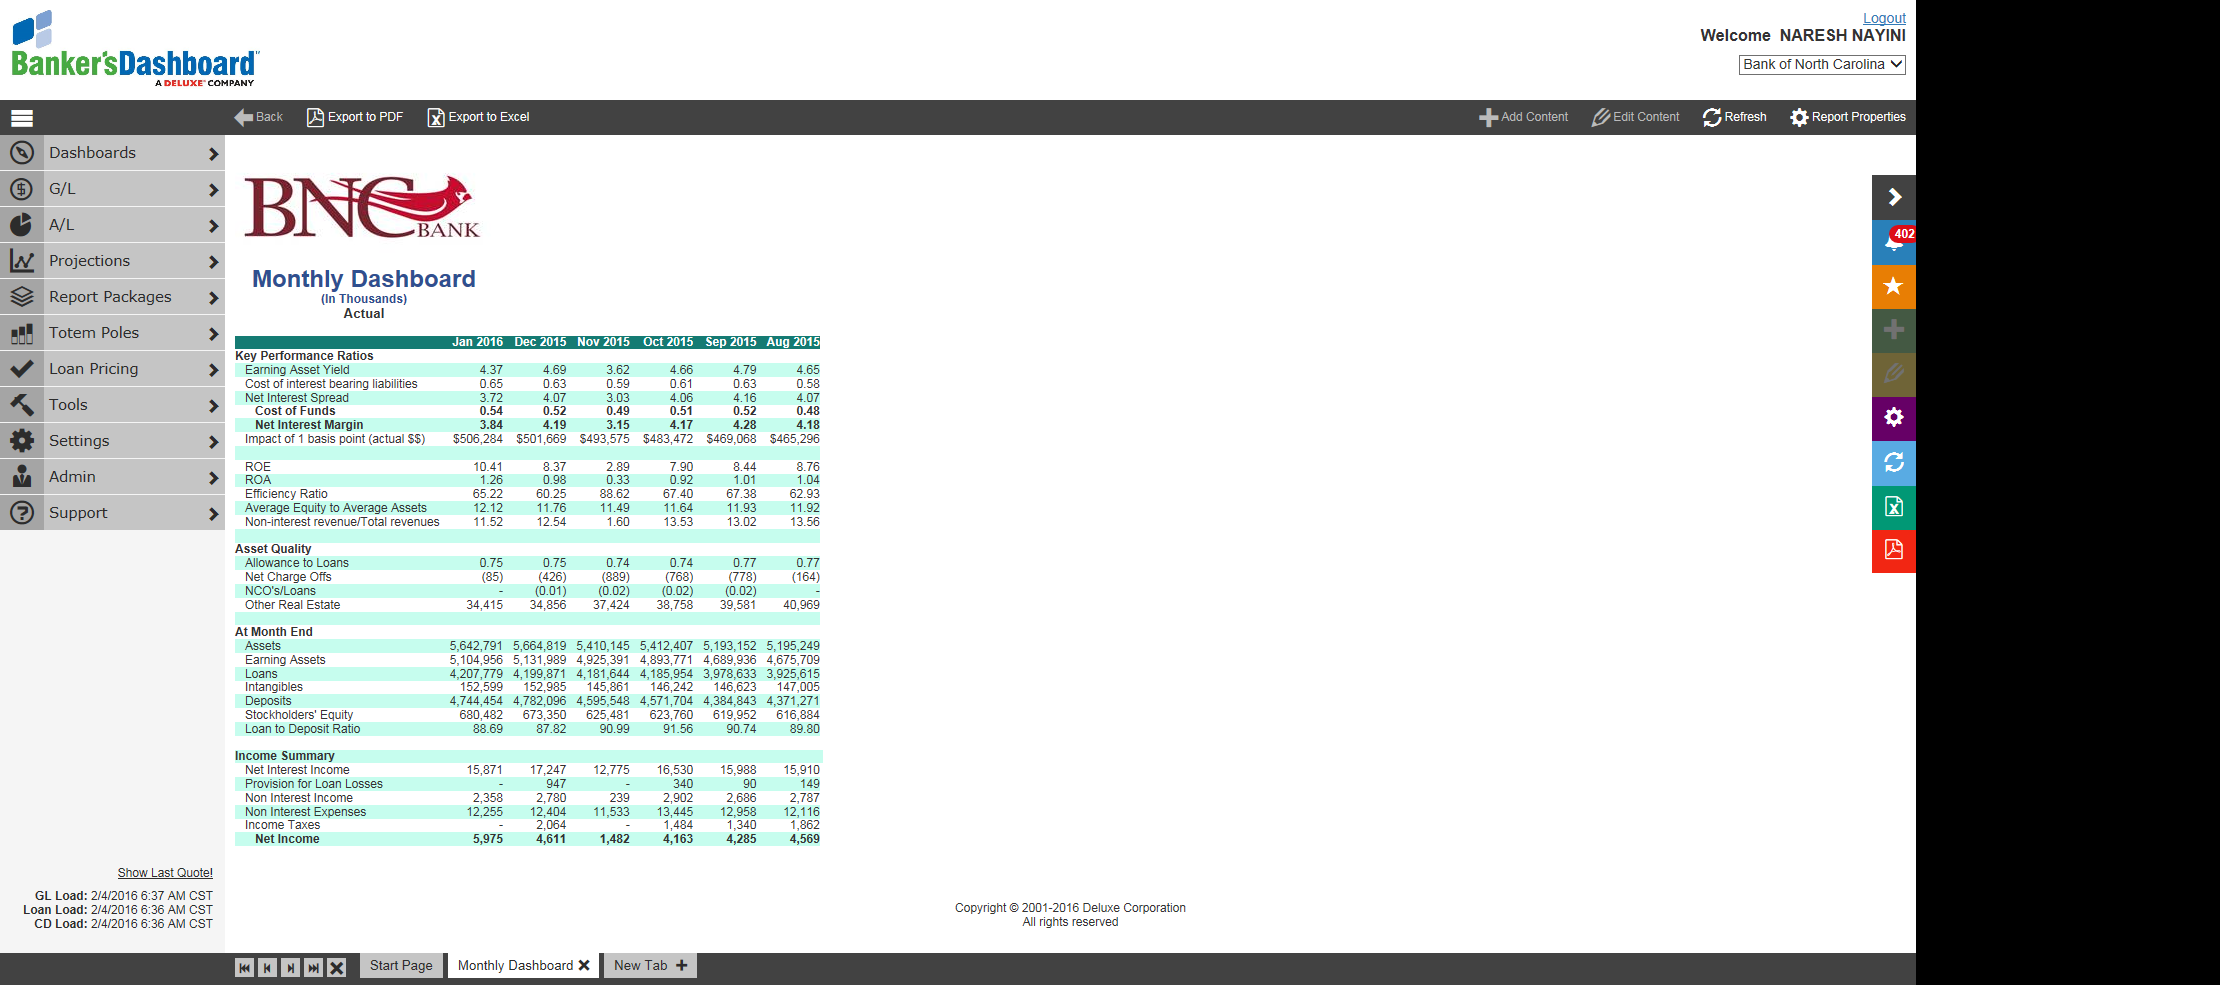 Banker'sDashboard
A DELUXE COMPANY
Logout
Welcome NARESH NAYINI
Bank of North Carolina
Back Export to PDF Export to Excel Add Content Edit Content Refresh Report Properties
Dashboards
G/L
A/L
Projections
Report Packages
Totem Poles
Loan Pricing
Tools
Settings
Admin
Support
Show Last Quote!
GL Load: 2/4/2016 6:37 AM CST
Loan Load: 2/4/2016 6:36 AM CST
CD Load: 2/4/2016 6:36 AM CST
BNC
BANK
Monthly Dashboard
(In Thousands)
Actual
Jan 2016 Dec 2015 Nov 2015 Oct 2015 Sep 2015 Aug 2015
Key Performance Ratios
Earning Asset Yield 4.37 4.69 3.62 4.66 4.79 4.65
Cost of interest bearing liabilities 0.65 0.63 0.59 0.61 0.63 0.58
Net Interest Spread 3.72 4.07 3.03 4.06 4.16 4.07
Cost of Funds 0.54 0.52 0.49 0.51 0.52 0.48
Net Interest Margin 3.84 4.19 3.15 4.17 4.28 4.18
Impact of 1 basis point (actual $$) $506,284 $501,669 $493,575 $483,472 $469,068 $465,296
ROE 10.41 8.37 2.89 7.90 8.44 8.76
ROA 1.26 0.98 0.33 0.92 1.01 1.04
Efficiency Ratio 65.22 60.25 88.62 67.40 67.38 62.93
Average Equity to Average Assets 12.12 11.76 11.49 11.64 11.93 11.92
Non-interest revenue/Total revenues 11.52 12.54 1.60 13.53 13.02 13.56
Asset Quality
Allowance to Loans 0.75 0.75 0.74 0.74 0.77 0.77
Net Charge Offs (85) (426) (889) (768) (778) (164)
NCO's/Loans - (0.01) (0.02) (0.02) (0.02) -
Other Real Estate 34,415 34,856 37,424 38,758 39,581 40,969
At Month End
Assets 5,642,791 5,664,819 5,410,145 5,412,407 5,193,152 5,195,249
Earning Assets 5,104,956 5,131,989 4,925,391 4,893,771 4,689,936 4,675,709
Loans 4,207,779 4,199,871 4,181,644 4,185,954 3,978,633 3,925,615
Intangibles 152,599 152,985 145,861 146,242 146,623 147,005
Deposits 4,744,454 4,782,096 4,595,548 4,571,704 4,384,843 4,371,271
Stockholders' Equity 680,482 673,350 625,481 623,760 619,952 616,884
Loan to Deposit Ratio 88.69 87.82 90.99 91.56 90.74 89.80
Income Summary
Net Interest Income 15,871 17,247 12,775 16,530 15,988 15,910
Provision for Loan Losses - 947 - 340 90 149
Non Interest Income 2,358 2,780 239 2,902 2,686 2,787
Non Interest Expenses 12,255 12,404 11,533 13,445 12,958 12,116
Income Taxes - 2,064 - 1,484 1,340 1,862
Net Income 5,975 4,611 1,482 4,163 4,285 4,569
402
Copyright © 2001-2016 Deluxe Corporation
All rights reserved
Start Page Monthly Dashboard New Tab